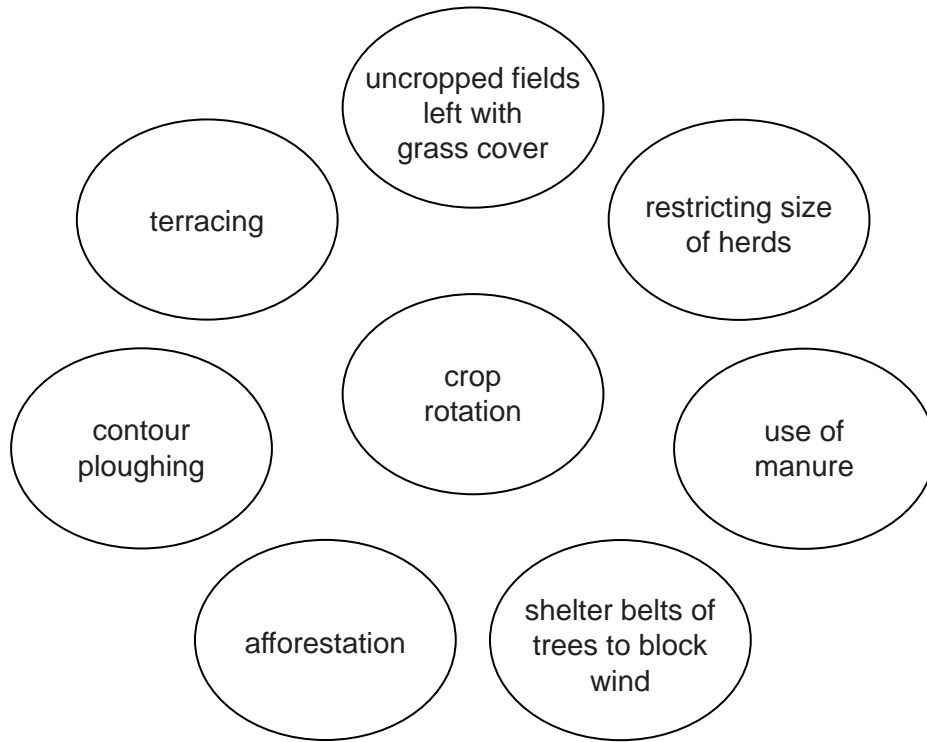 uncropped fields
left with
grass cover
terracing
restricting size
of herds
crop
rotation
contour
ploughing
use of
manure
afforestation
shelter belts of
trees to block
wind